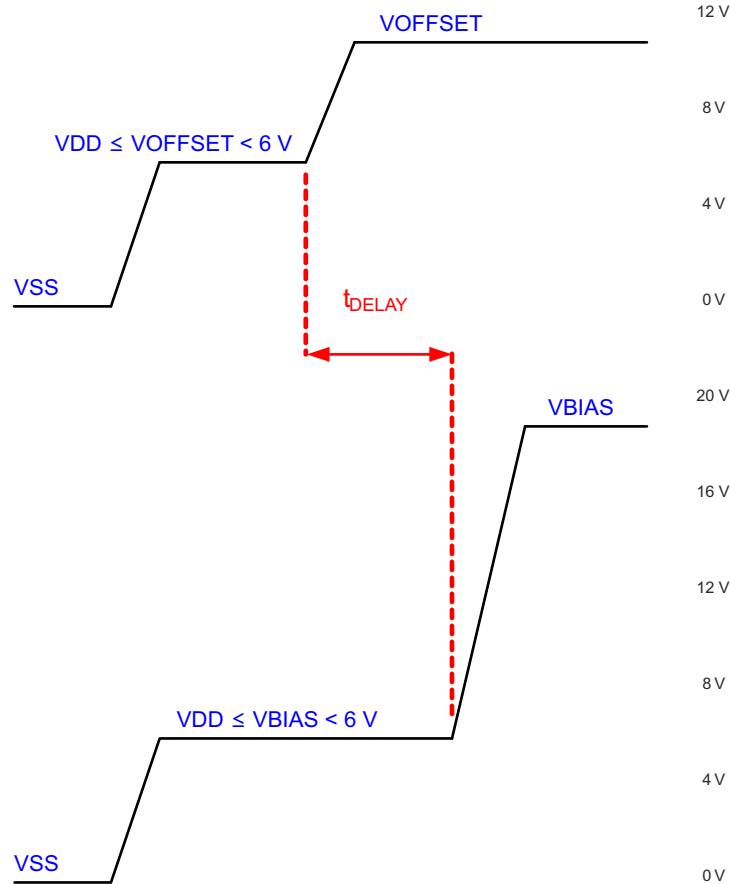 12 V
VOFFSET
8 V
VDD ≤ VOFFSET < 6 V
4 V
VSS
0 V
tDELAY
20 V
VBIAS
16 V
12 V
8 V
VDD ≤ VBIAS < 6 V
4 V
VSS
0 V